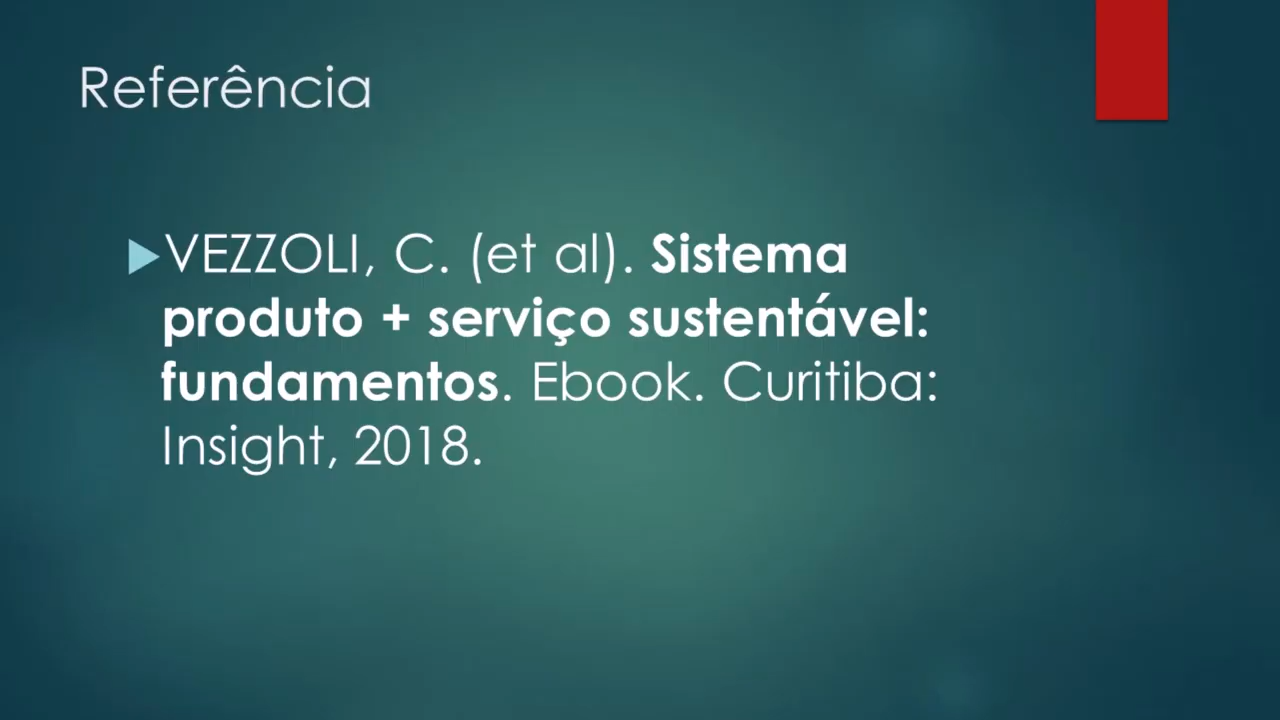 Referência
VEZZOLI, C. (et al). Sistema
produto + serviço sustentável:
fundamentos. Ebook. Curitiba:
Insight, 2018.